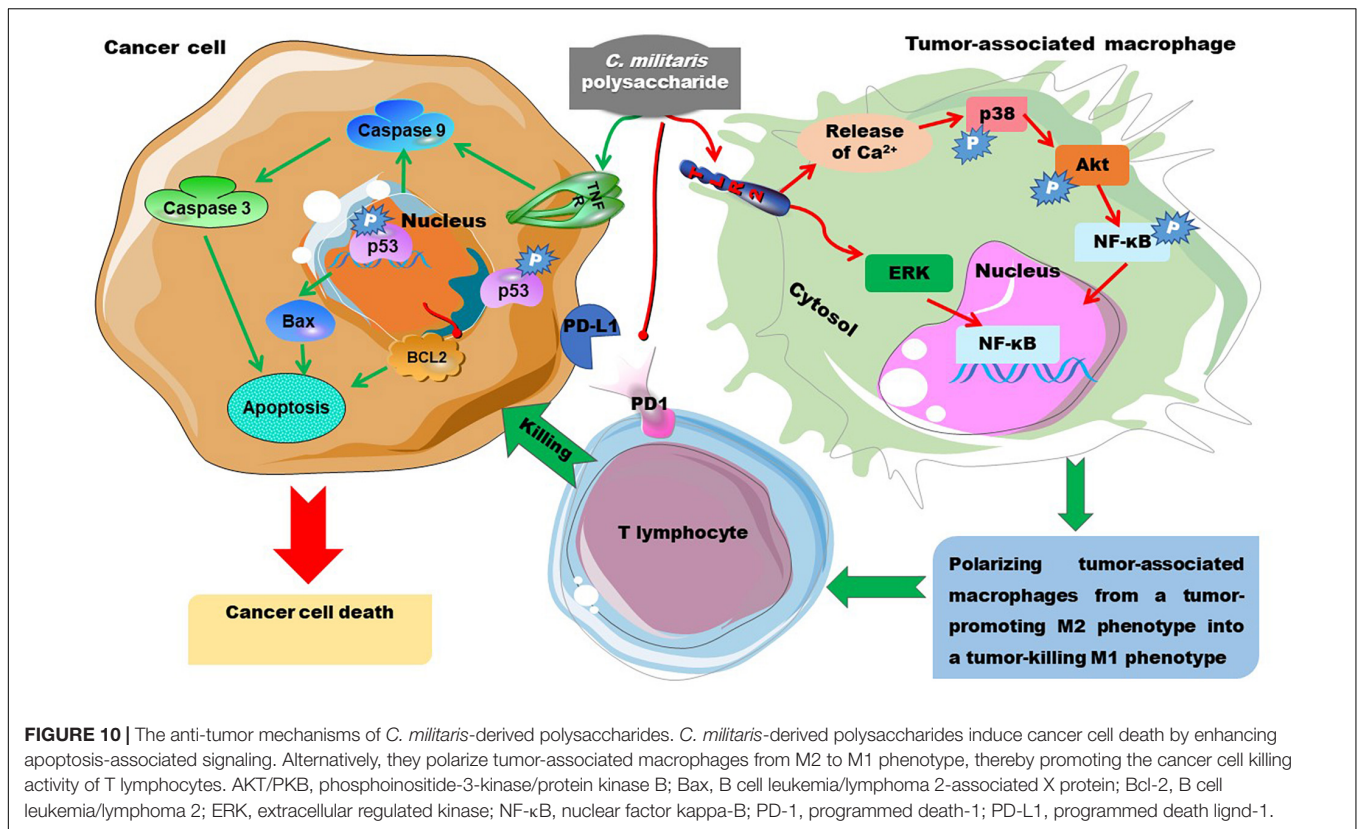 Cancer cell
C. militaris
polysaccharide
Tumor-associated macrophage
Caspase 9
Caspase 3
P
Nucleus
p53
TNF
R
P
p53
Bax
BCL2
Apoptosis
PD-L1
TLR2
Release
of Ca²⁺
p38
P
Akt
P
NF-κB
P
ERK
Nucleus
Cytosol
NF-κB
PD1
Killing
T lymphocyte
Cancer cell death
Polarizing tumor-associated
macrophages from a tumor-
promoting M2 phenotype into
a tumor-killing M1 phenotype
FIGURE 10 | The anti-tumor mechanisms of C. militaris-derived polysaccharides. C. militaris-derived polysaccharides induce cancer cell death by enhancing
apoptosis-associated signaling. Alternatively, they polarize tumor-associated macrophages from M2 to M1 phenotype, thereby promoting the cancer cell killing
activity of T lymphocytes. AKT/PKB, phosphoinositide-3-kinase/protein kinase B; Bax, B cell leukemia/lymphoma 2-associated X protein; Bcl-2, B cell
leukemia/lymphoma 2; ERK, extracellular regulated kinase; NF-κB, nuclear factor kappa-B; PD-1, programmed death-1; PD-L1, programmed death lignd-1.